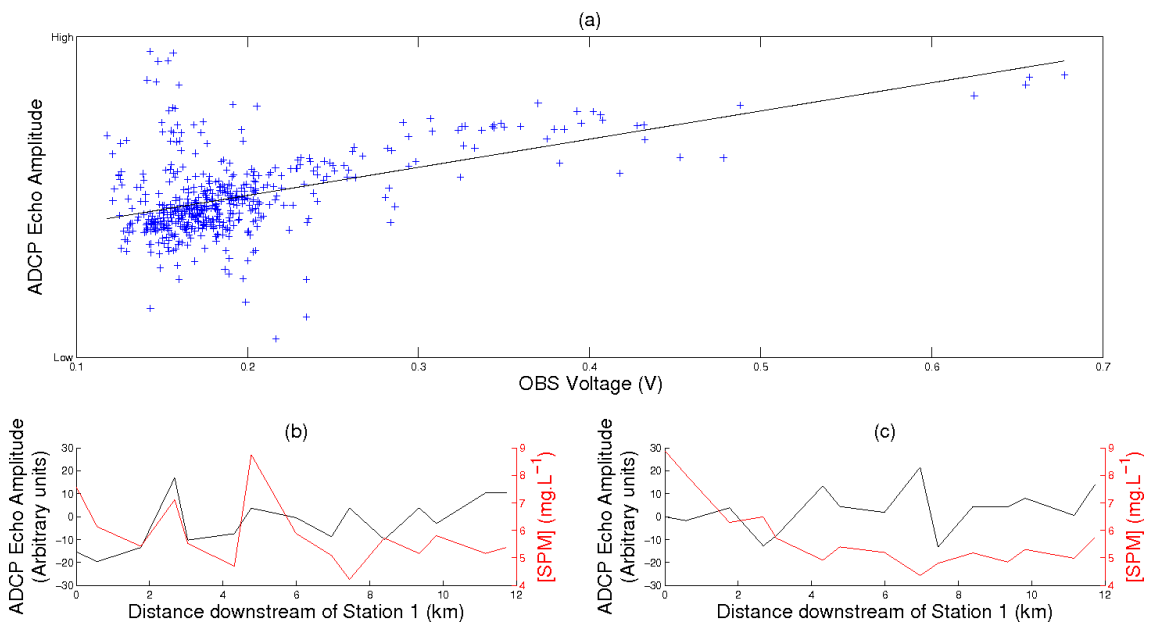 (a)
High
ADCP Echo Amplitude
Low
0.1 0.2 0.3 0.4 0.5 0.6 0.7
OBS Voltage (V)
(b)
ADCP Echo Amplitude
(Arbitrary units)
30
20
10
0
−10
−20
−30
9
8
7
6
5
4
[SPM] (mg.L−1)
0 2 4 6 8 10 12
Distance downstream of Station 1 (km)
(c)
ADCP Echo Amplitude
(Arbitrary units)
30
20
10
0
−10
−20
−30
9
8
7
6
5
4
[SPM] (mg.L−1)
0 2 4 6 8 10 12
Distance downstream of Station 1 (km)